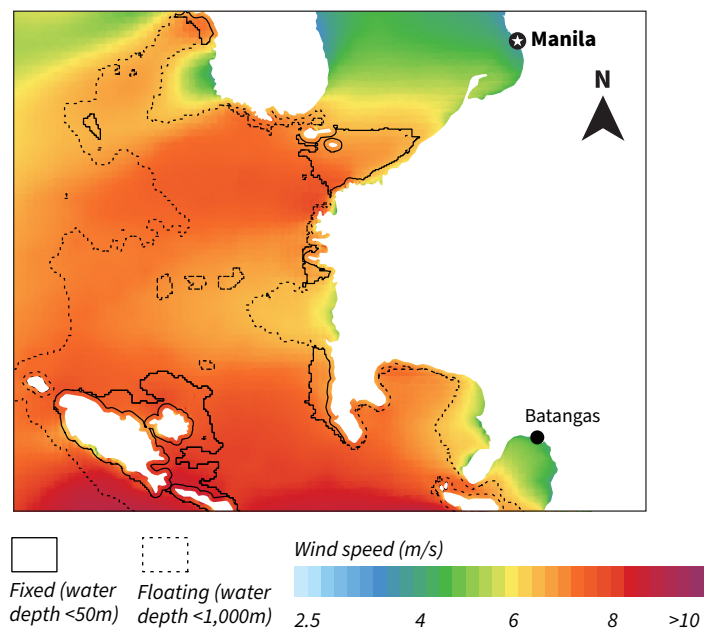 Manila
N
Batangas
Fixed (water
depth <50m)
Floating (water
depth <1,000m)
Wind speed (m/s)
2.5 4 6 8 >10